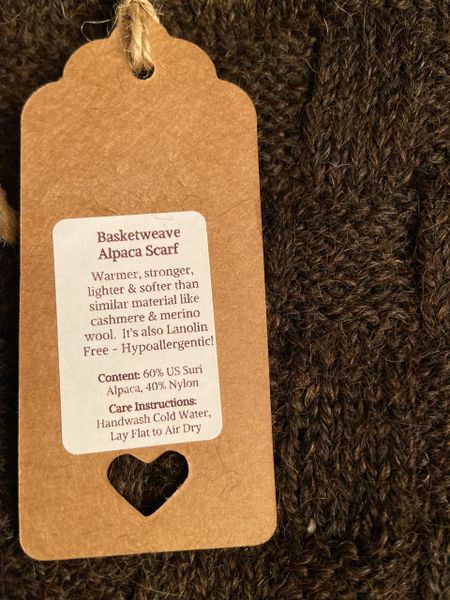 Basketweave
Alpaca Scarf
Warmer, stronger,
lighter & softer than
similar material like
cashmere & merino
wool. It's also Lanolin
Free - Hypoallergentic!
Content: 60% US Suri
Alpaca, 40% Nylon
Care Instructions:
Handwash Cold Water,
Lay Flat to Air Dry